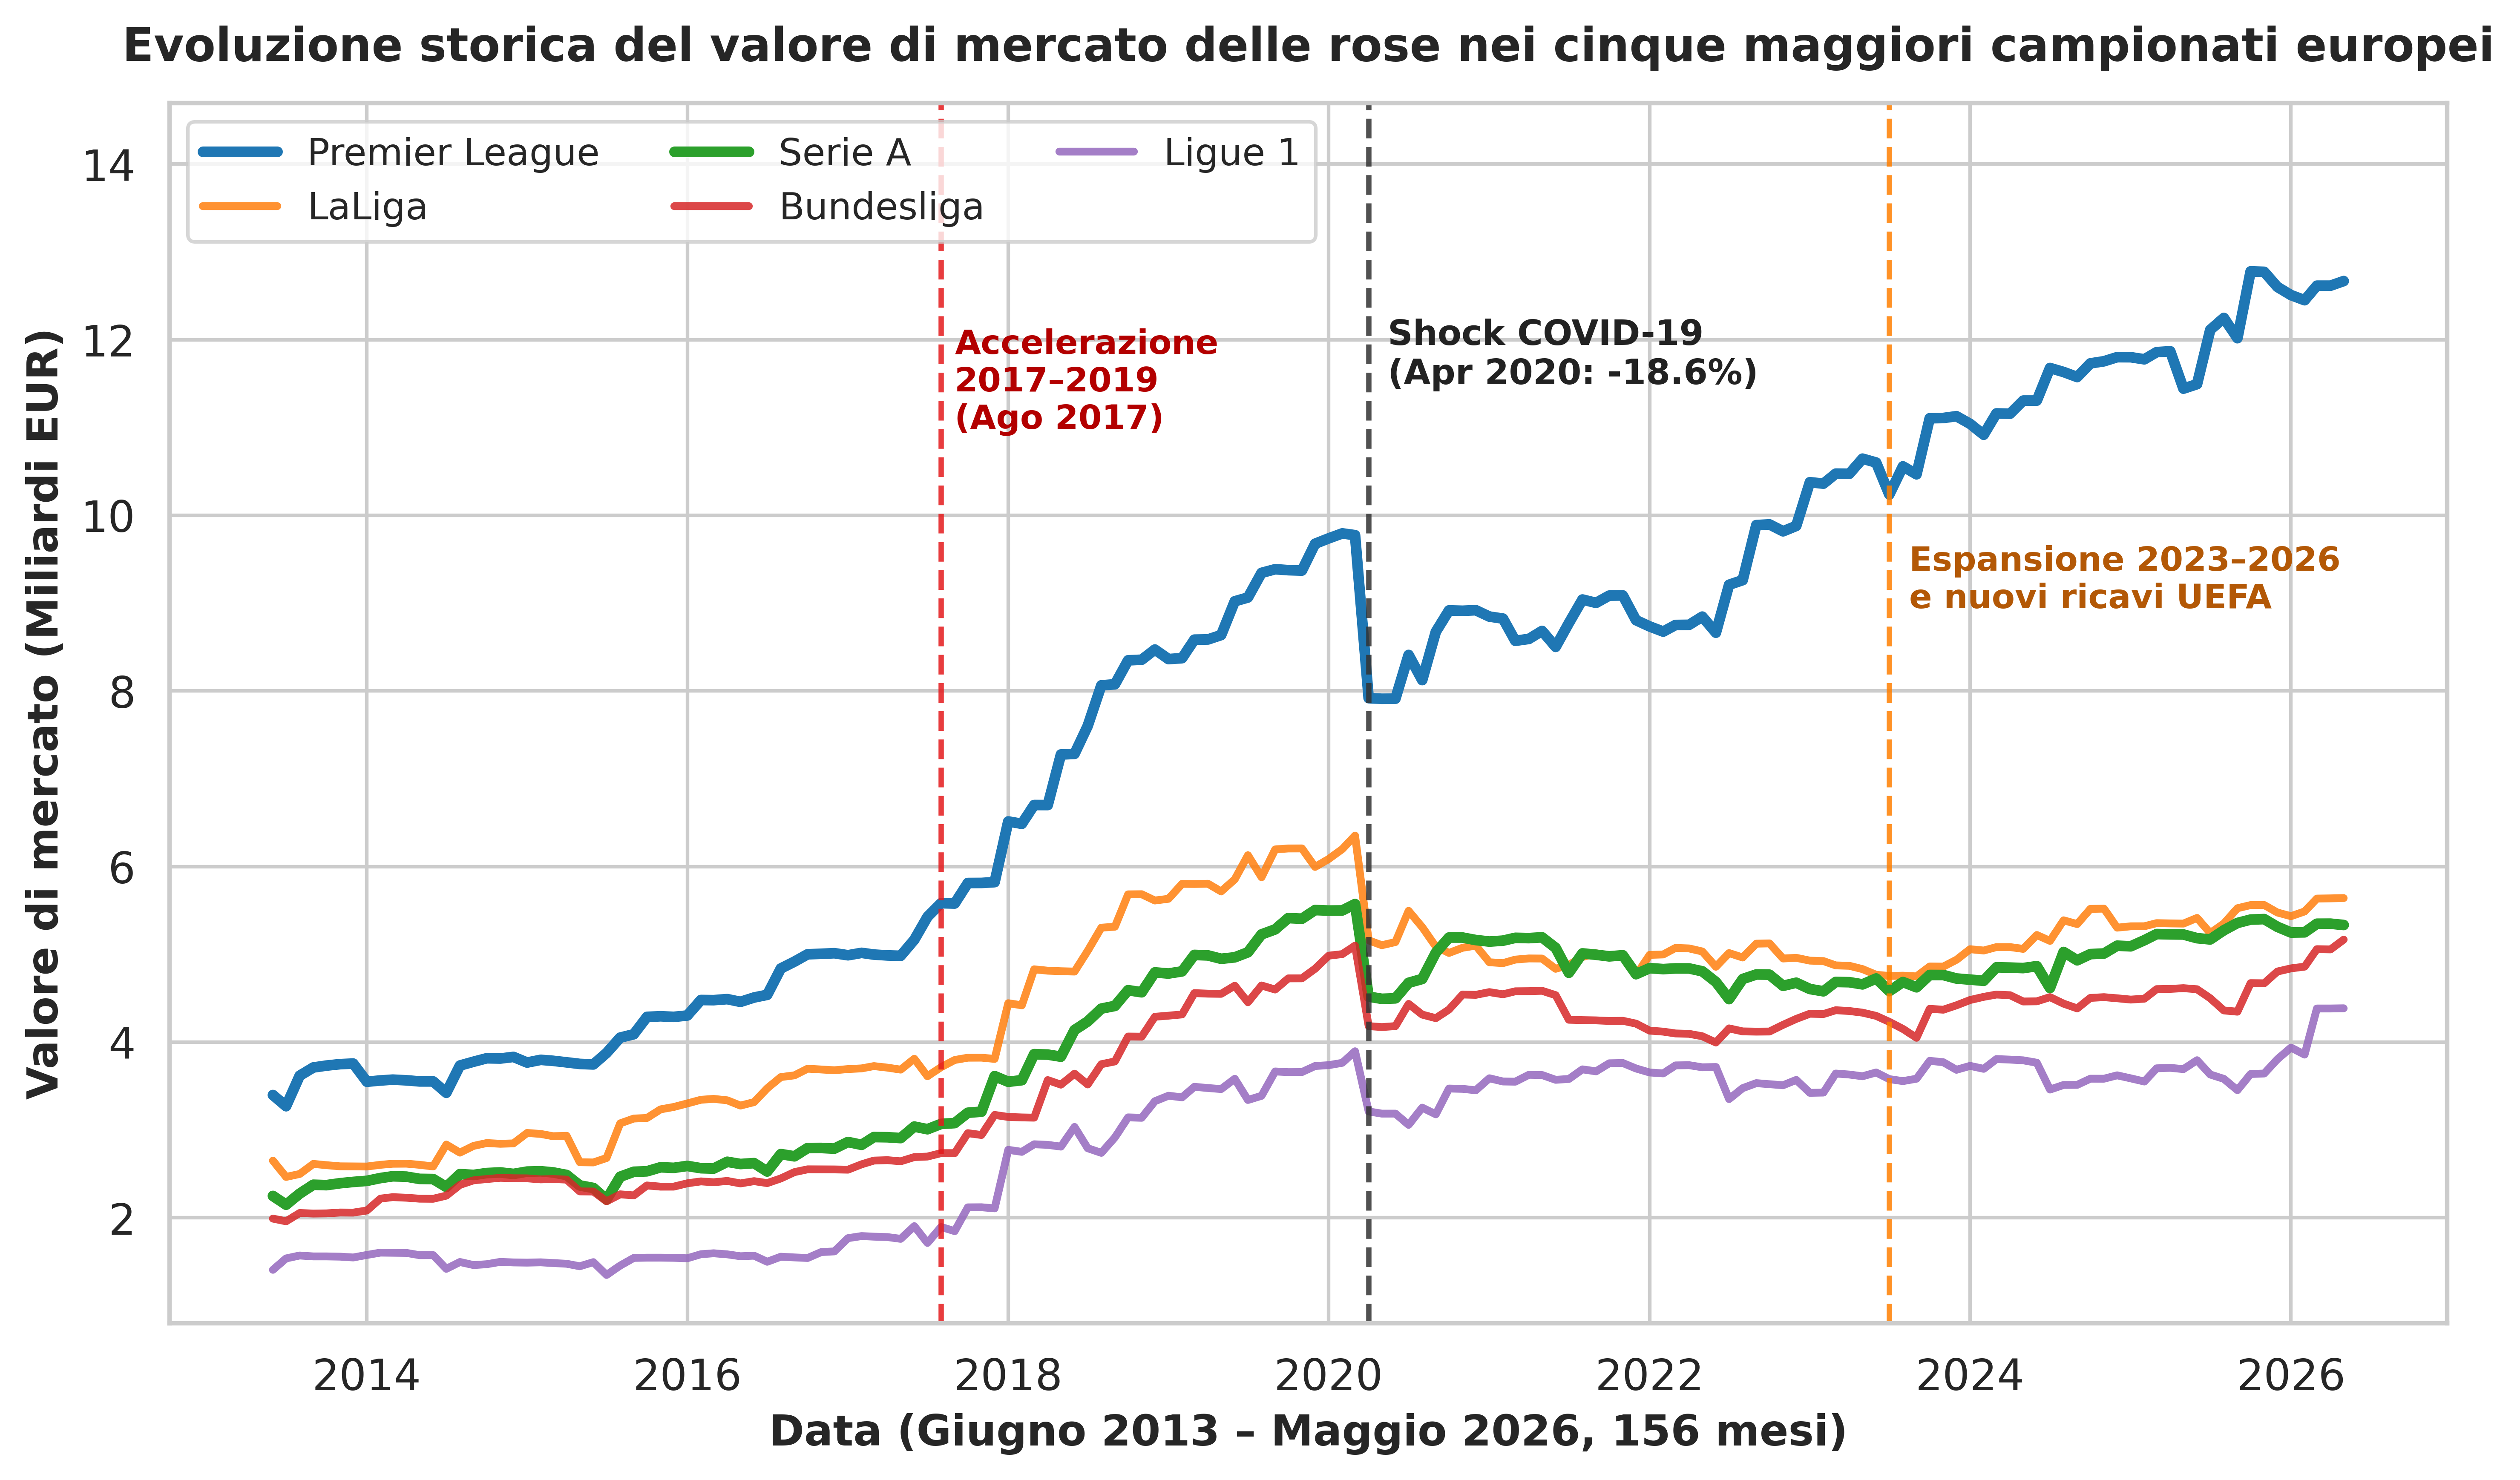 Evoluzione storica del valore di mercato delle rose nei cinque maggiori campionati europei
Premier League
LaLiga
Serie A
Bundesliga
Ligue 1
Accelerazione
2017–2019
(Ago 2017)
Shock COVID-19
(Apr 2020: -18.6%)
Espansione 2023–2026
e nuovi ricavi UEFA
Valore di mercato (Miliardi EUR)
14
12
10
8
6
4
2
2014
2016
2018
2020
2022
2024
2026
Data (Giugno 2013 – Maggio 2026, 156 mesi)